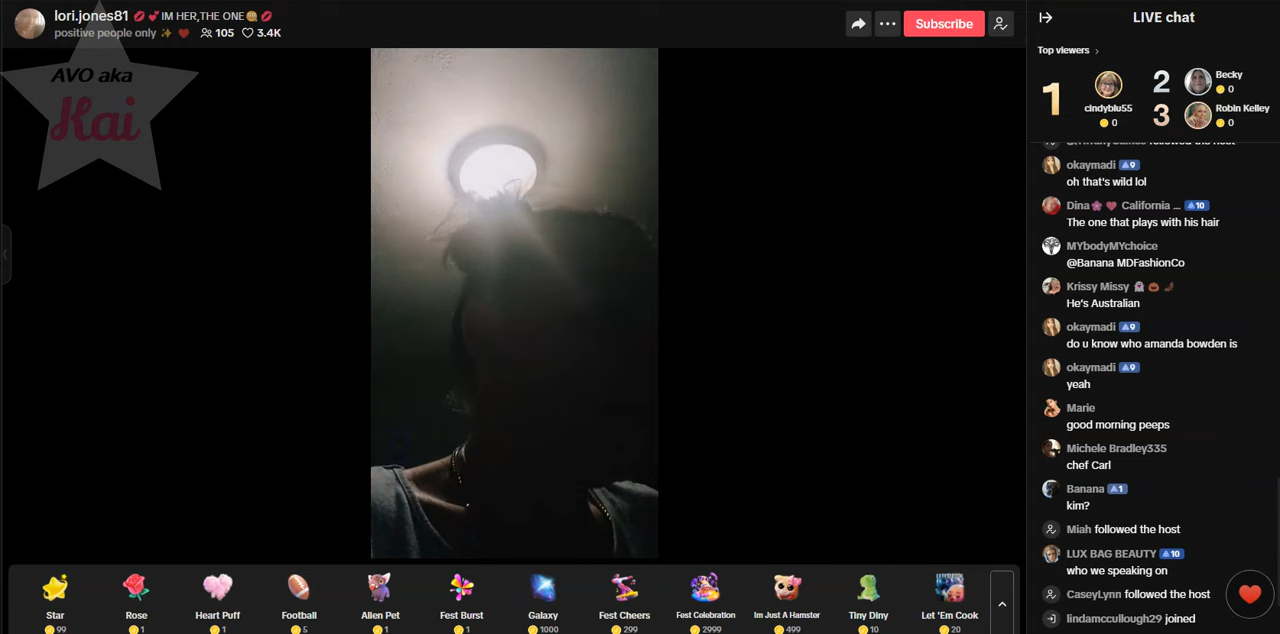 lori.jones81 💋💕IM HER,THE ONE
positive people only ✨ ❤️ 105 3.4K
Subscribe
AVO aka
Kai
LIVE chat
Top viewers >
1
cindyblu55
0
2
Becky
0
3
Robin Kelley
0
followed the host
okaymadi 9
oh that's wild lol
Dina🌸 ❤️ California ... 10
The one that plays with his hair
MYbodyMYchoice
@Banana MDFashionCo
Krissy Missy 👻 🎃
He's Australian
okaymadi 9
do u know who amanda bowden is
okaymadi 9
yeah
Marie
good morning peeps
Michele Bradley335
chef Carl
Banana 1
kim?
Miah followed the host
LUX BAG BEAUTY 10
who we speaking on
CaseyLynn followed the host
lindamccullough29 joined
Star
99
Rose
1
Heart Puff
1
Football
5
Alien Pet
1
Fest Burst
1
Galaxy
1000
Fest Cheers
299
Fest Celebration
2999
Im Just A Hamster
499
Tiny Diny
10
Let 'Em Cook
20